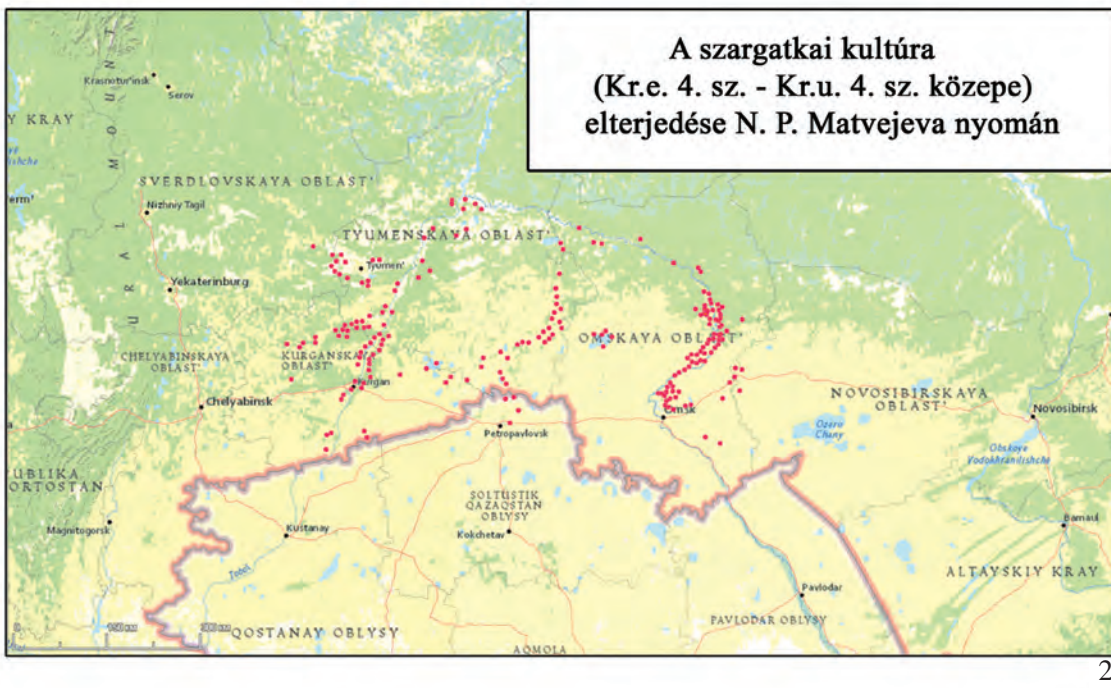 A szargatkai kultúra
(Kr.e. 4. sz. - Kr.u. 4. sz. közepe)
elterjedése N. P. Matvejeva nyomán
Krasnotur'insk
Serov
Y KRAY
SVERDLOVSKAYA OBLAST'
erm'
Nizhniy Tagil
TYUMENSKAYA OBLAST'
Tyumen'
Yekaterinburg
U R A L
M O U N T
OMSKAYA OBLAST'
CHELYABINSKAYA
OBLAST'
KURGANSKAYA
OBLAST'
Kurgan
Chelyabinsk
Omsk
NOVOSIBIRSKAYA
OBLAST'
Novosibirsk
Ozero
Chany
Obskoye
Vodokhranilishche
Petropavlovsk
UBLIKA
ORTOSTAN
Magnitogorsk
SOLTUSTIK
QAZAQSTAN
OBLYSY
Kustanay
Kokchetav
Barnaul
Tobol
ALTAYSKIY KRAY
Pavlodar
PAVLODAR OBLYSY
QOSTANAY OBLYSY
AQMOLA
2